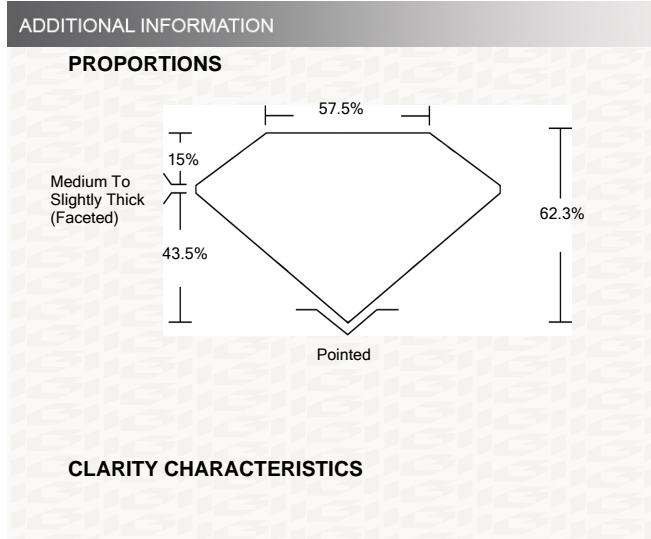 ADDITIONAL INFORMATION
PROPORTIONS
57.5%
15%
Medium To
Slightly Thick
(Faceted)
62.3%
43.5%
Pointed
CLARITY CHARACTERISTICS